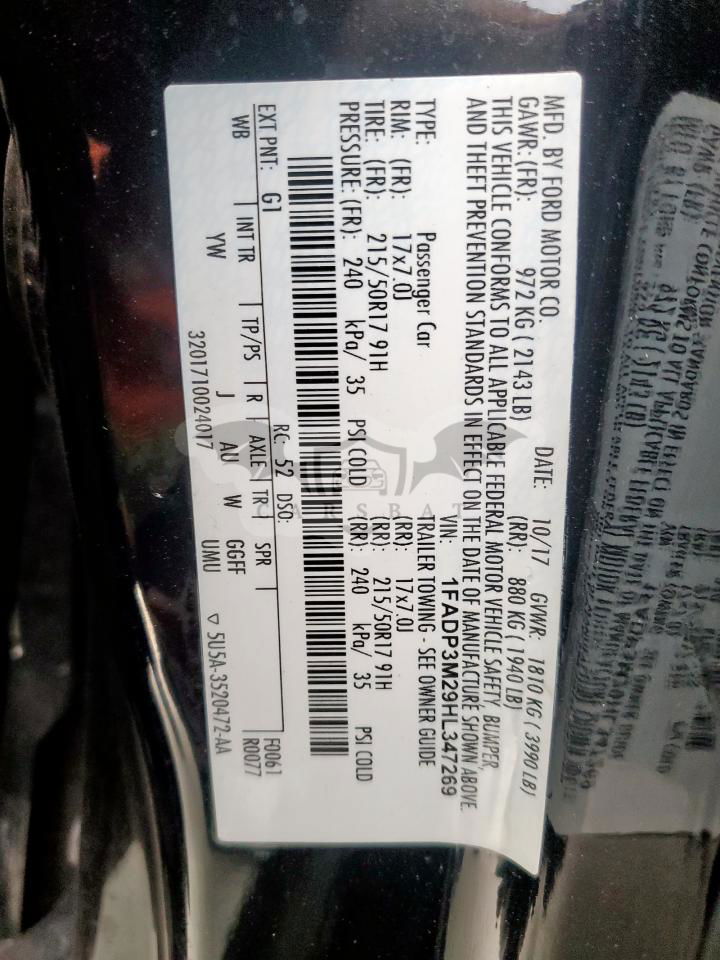 MFD. BY FORD MOTOR CO.
DATE: 10/17 GVWR: 1810 KG ( 3990 LB)
GAWR: (FR): 972 KG ( 2143 LB) (RR): 880 KG ( 1940 LB)
THIS VEHICLE CONFORMS TO ALL APPLICABLE FEDERAL MOTOR VEHICLE SAFETY, BUMPER,
AND THEFT PREVENTION STANDARDS IN EFFECT ON THE DATE OF MANUFACTURE SHOWN ABOVE.
VIN: 1FADP3M29HL347269
TYPE: Passenger Car TRAILER TOWING - SEE OWNER GUIDE
RIM: (FR): 17x7.0J (RR): 17x7.0J
TIRE: (FR): 215/50R17 91H (RR): 215/50R17 91H
PRESSURE: (FR): 240 kPa/ 35 PSI COLD (RR): 240 kPa/ 35 PSI COLD
CARSBAT
EXT PNT: G1 RC: 52 DSO: F0061
WB INT TR TP/PS R AXLE TR SPR R0077
YW J AU W GGFF
UMU
3201710024017 ▽ 5U5A-3520472-AA